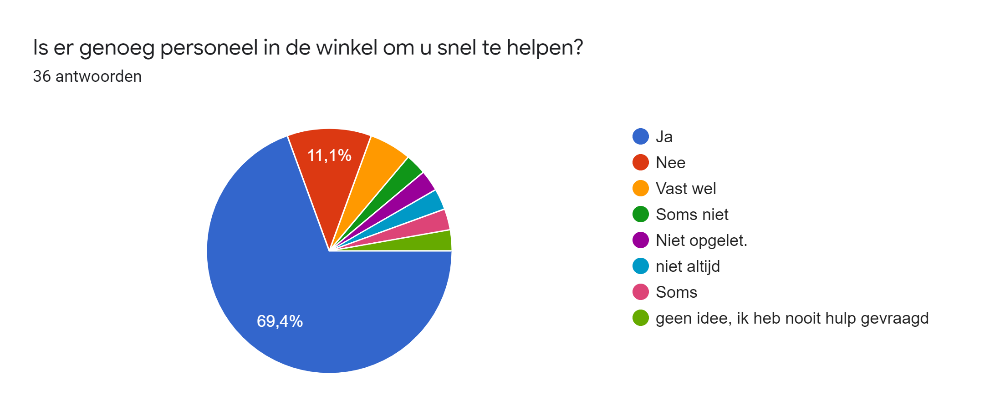 Is er genoeg personeel in de winkel om u snel te helpen?
36 antwoorden
11,1%
69,4%
Ja
Nee
Vast wel
Soms niet
Niet opgelet.
niet altijd
Soms
geen idee, ik heb nooit hulp gevraagd